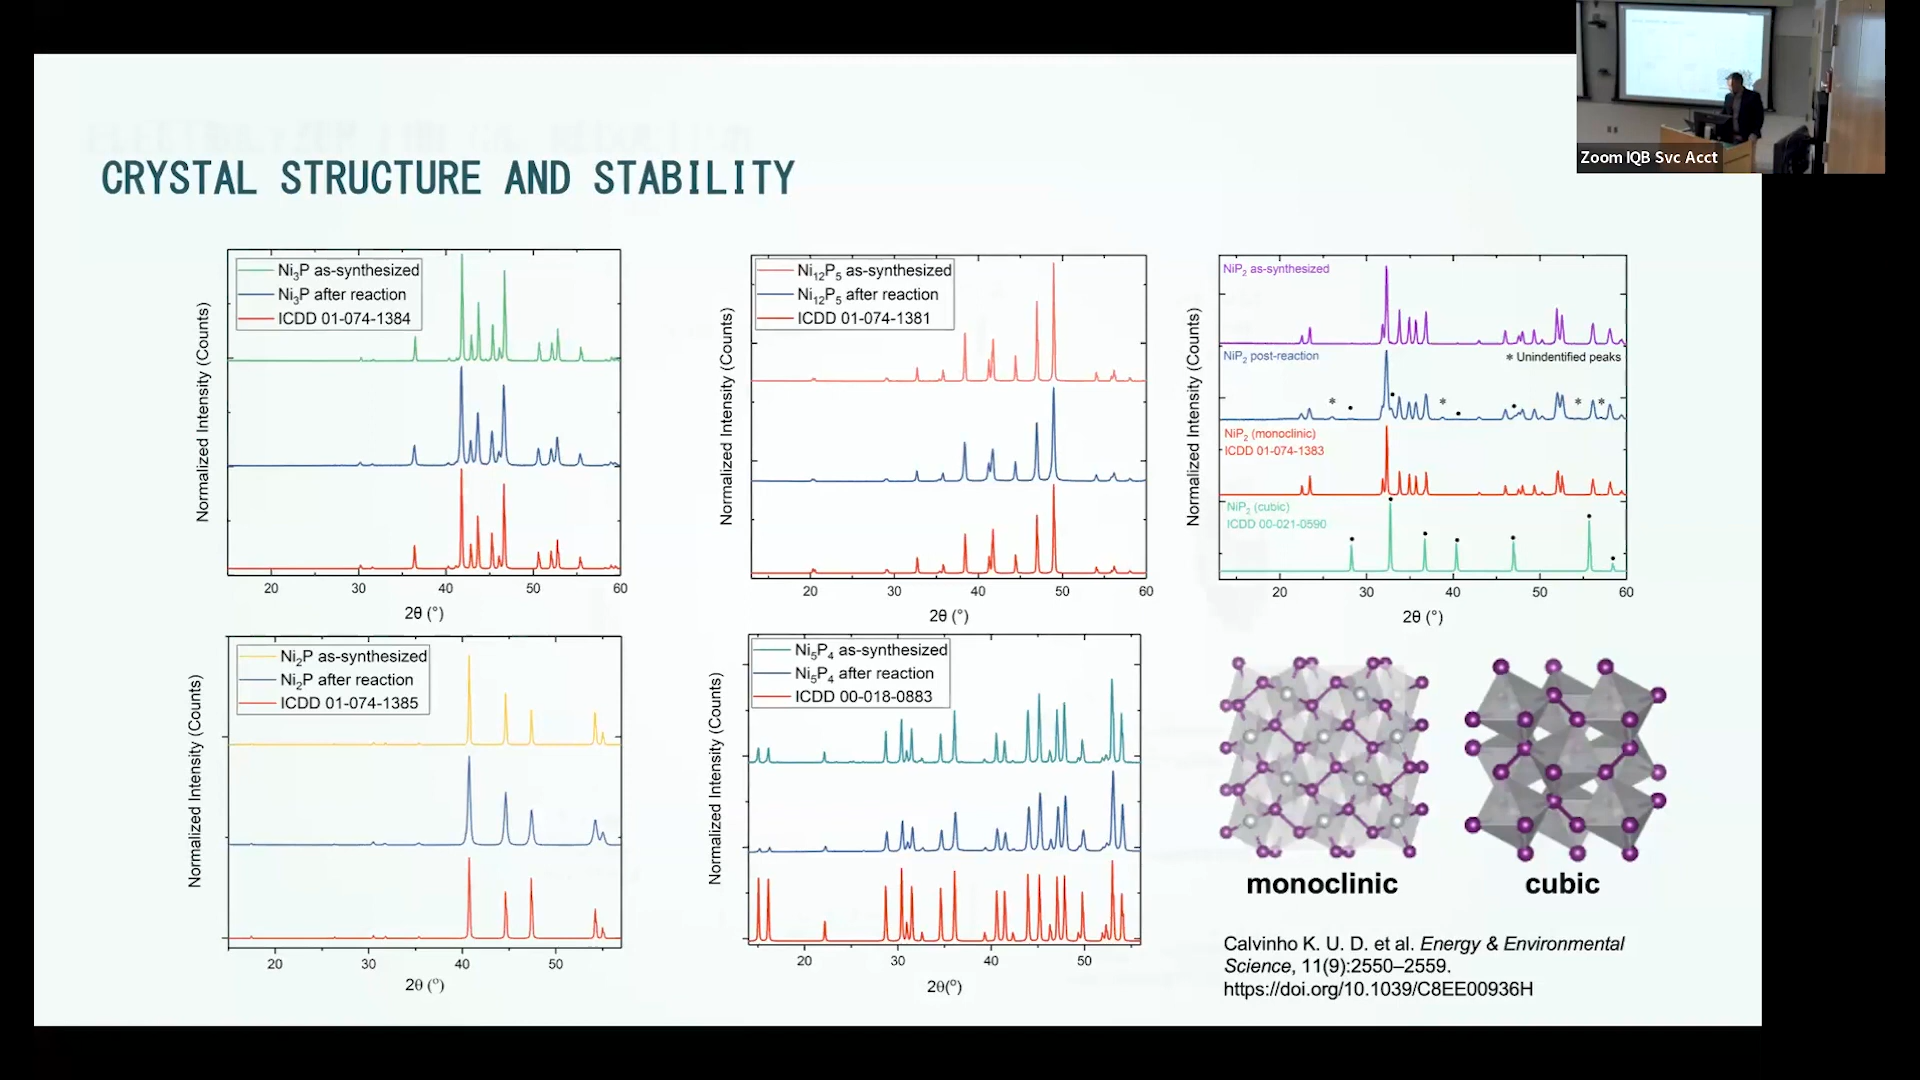 Zoom IQB Svc Acct
CRYSTAL STRUCTURE AND STABILITY
Normalized Intensity (Counts)
Ni3P as-synthesized
Ni3P after reaction
ICDD 01-074-1384
20 30 40 50 60
2θ (°)
Normalized Intensity (Counts)
Ni12P5 as-synthesized
Ni12P5 after reaction
ICDD 01-074-1381
20 30 40 50 60
2θ (°)
Normalized Intensity (Counts)
NiP2 as-synthesized
NiP2 post-reaction
* Unidentified peaks
NiP2 (monoclinic)
ICDD 01-074-1383
NiP2 (cubic)
ICDD 00-021-0590
20 30 40 50 60
2θ (°)
Normalized Intensity (Counts)
Ni2P as-synthesized
Ni2P after reaction
ICDD 01-074-1385
20 30 40 50
2θ (°)
Normalized Intensity (Counts)
Ni5P4 as-synthesized
Ni5P4 after reaction
ICDD 00-018-0883
20 30 40 50
2θ(°)
monoclinic
cubic
Calvinho K. U. D. et al. Energy & Environmental
Science, 11(9):2550–2559.
https://doi.org/10.1039/C8EE00936H